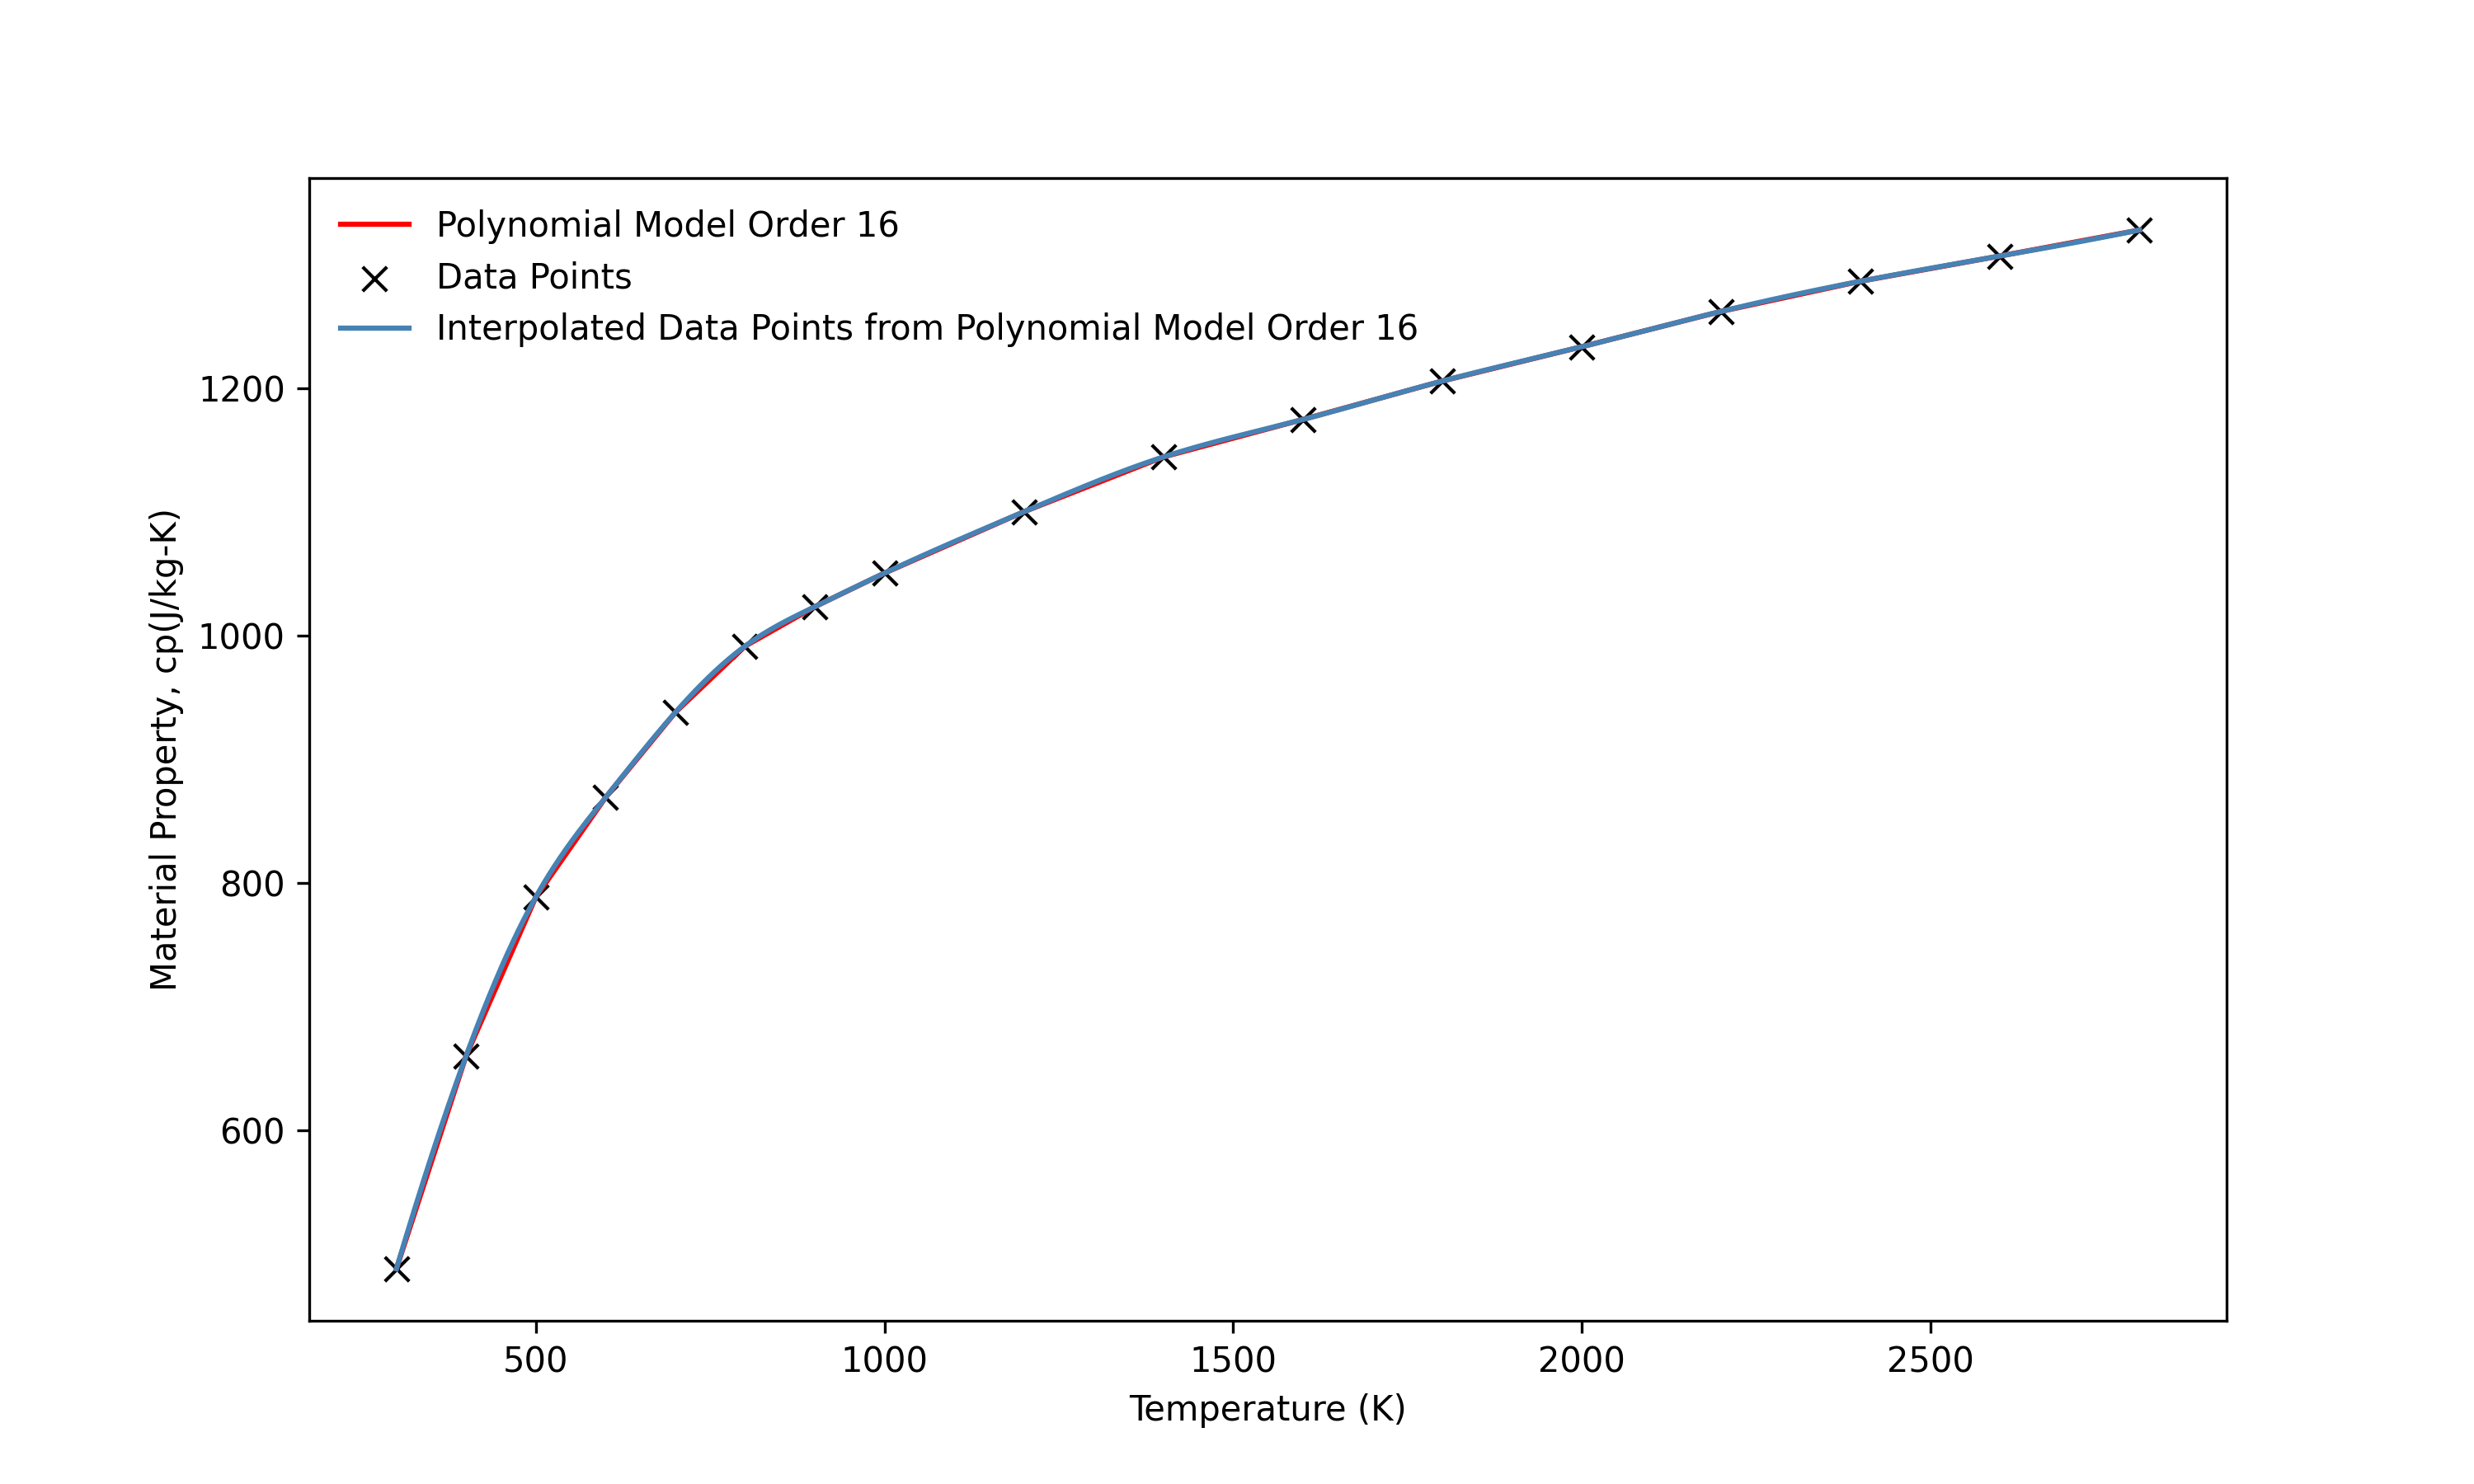 Polynomial Model Order 16
Data Points
Interpolated Data Points from Polynomial Model Order 16
Material Property, cp(J/kg-K)
1200
1000
800
600
500 1000 1500 2000 2500
Temperature (K)